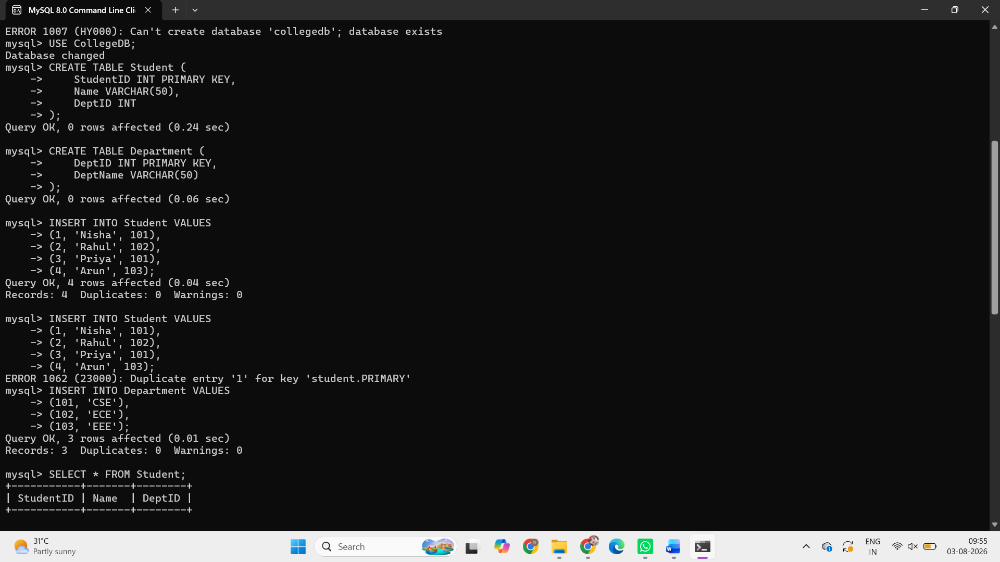 MySQL 8.0 Command Line Cli
ERROR 1007 (HY000): Can't create database 'collegedb'; database exists
mysql> USE CollegeDB;
Database changed
mysql> CREATE TABLE Student (
    ->     StudentID INT PRIMARY KEY,
    ->     Name VARCHAR(50),
    ->     DeptID INT
    -> );
Query OK, 0 rows affected (0.24 sec)

mysql> CREATE TABLE Department (
    ->     DeptID INT PRIMARY KEY,
    ->     DeptName VARCHAR(50)
    -> );
Query OK, 0 rows affected (0.06 sec)

mysql> INSERT INTO Student VALUES
    -> (1, 'Nisha', 101),
    -> (2, 'Rahul', 102),
    -> (3, 'Priya', 101),
    -> (4, 'Arun', 103);
Query OK, 4 rows affected (0.04 sec)
Records: 4  Duplicates: 0  Warnings: 0

mysql> INSERT INTO Student VALUES
    -> (1, 'Nisha', 101),
    -> (2, 'Rahul', 102),
    -> (3, 'Priya', 101),
    -> (4, 'Arun', 103);
ERROR 1062 (23000): Duplicate entry '1' for key 'student.PRIMARY'
mysql> INSERT INTO Department VALUES
    -> (101, 'CSE'),
    -> (102, 'ECE'),
    -> (103, 'EEE');
Query OK, 3 rows affected (0.01 sec)
Records: 3  Duplicates: 0  Warnings: 0

mysql> SELECT * FROM Student;
+-----------+-------+--------+
| StudentID | Name  | DeptID |
+-----------+-------+--------+
31°C
Partly sunny
Search
ENG
IN
09:55
03-08-2026